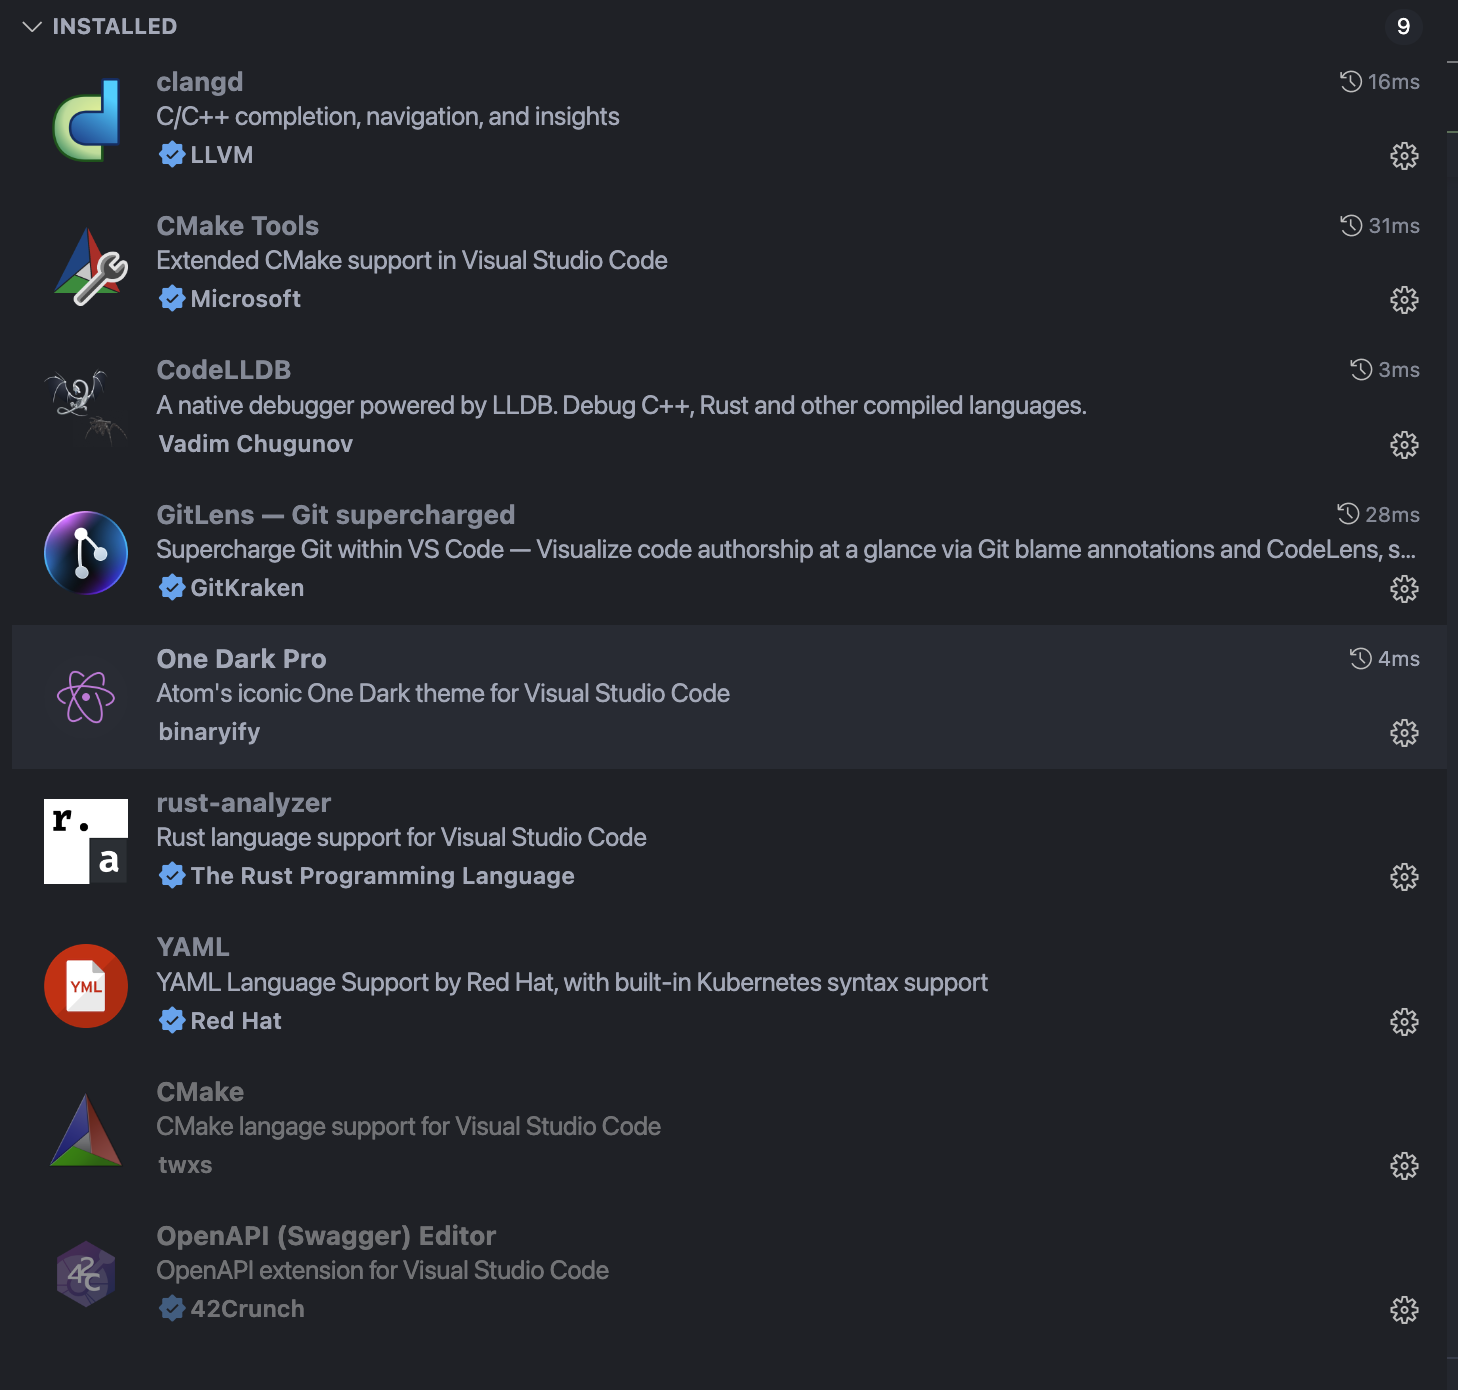 INSTALLED 9
clangd 16ms
C/C++ completion, navigation, and insights
LLVM
CMake Tools 31ms
Extended CMake support in Visual Studio Code
Microsoft
CodeLLDB 3ms
A native debugger powered by LLDB. Debug C++, Rust and other compiled languages.
Vadim Chugunov
GitLens — Git supercharged 28ms
Supercharge Git within VS Code — Visualize code authorship at a glance via Git blame annotations and CodeLens, s...
GitKraken
One Dark Pro 4ms
Atom's iconic One Dark theme for Visual Studio Code
binaryify
r.
a
rust-analyzer
Rust language support for Visual Studio Code
The Rust Programming Language
YAML
YML
YAML Language Support by Red Hat, with built-in Kubernetes syntax support
Red Hat
CMake
CMake langage support for Visual Studio Code
twxs
OpenAPI (Swagger) Editor
42C
OpenAPI extension for Visual Studio Code
42Crunch